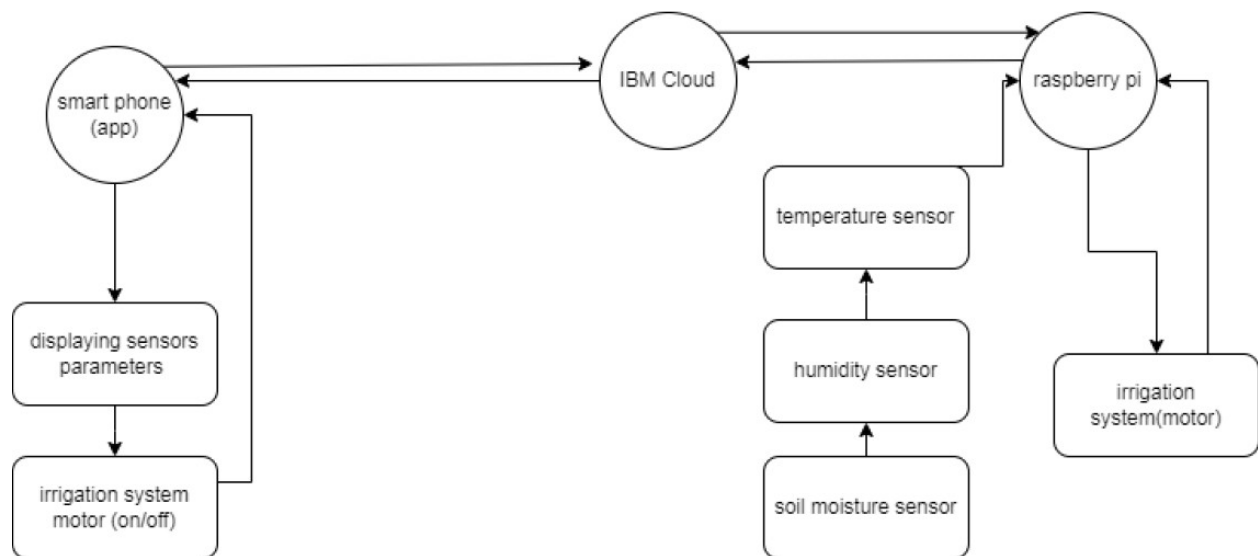 smart phone
(app)
IBM Cloud
raspberry pi
temperature sensor
displaying sensors
parameters
humidity sensor
irrigation
system(motor)
irrigation system
motor (on/off)
soil moisture sensor